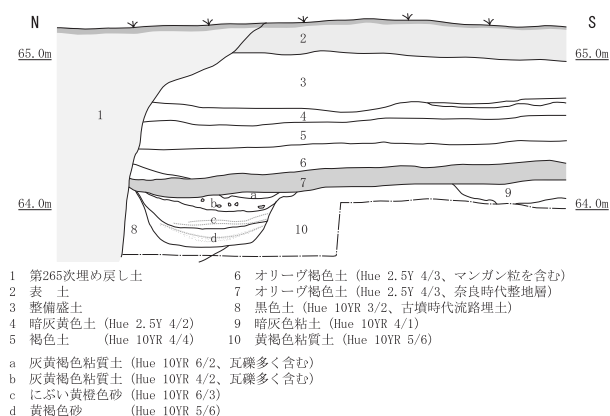 N
S
65.0m
65.0m
64.0m
64.0m
1
2
3
4
5
6
7
8
9
10
a
b
c
d
1 第265次埋め戻し土
2 表　土
3 整備盛土
4 暗灰黄色土 (Hue 2.5Y 4/2)
5 褐色土 (Hue 10YR 4/4)
6 オリーヴ褐色土 (Hue 2.5Y 4/3、マンガン粒を含む)
7 オリーヴ褐色土 (Hue 2.5Y 4/3、奈良時代整地層)
8 黒色土 (Hue 10YR 3/2、古墳時代流路埋土)
9 暗灰色粘土 (Hue 10YR 4/1)
10 黄褐色粘質土 (Hue 10YR 5/6)
a 灰黄褐色粘質土 (Hue 10YR 6/2、瓦礫多く含む)
b 灰黄褐色粘質土 (Hue 10YR 4/2、瓦礫多く含む)
c にぶい黄橙色砂 (Hue 10YR 6/3)
d 黄褐色砂 (Hue 10YR 5/6)